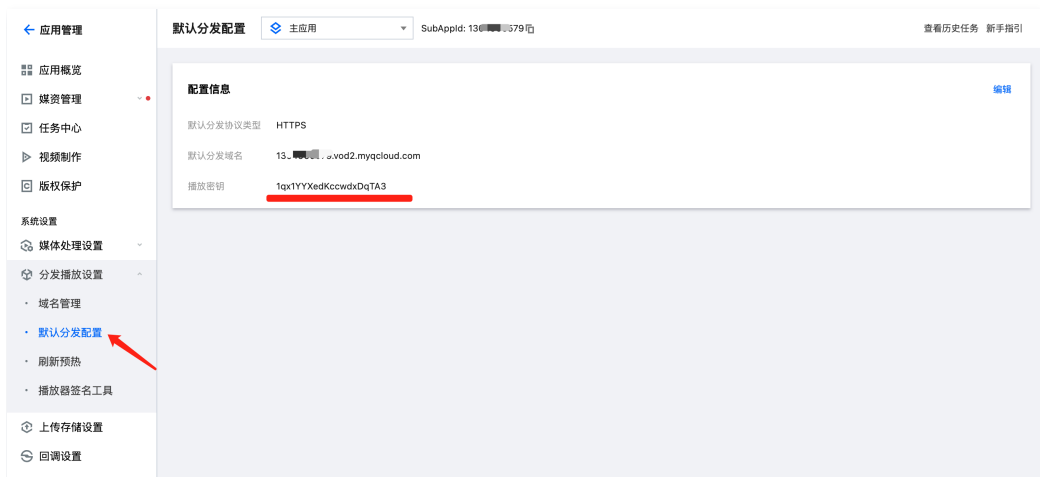 应用管理
默认分发配置 主应用 SubAppId: 13 579
查看历史任务 新手指引
应用概览
媒资管理
任务中心
视频制作
版权保护
系统设置
媒体处理设置
分发播放设置
域名管理
默认分发配置
刷新预热
播放器签名工具
上传存储设置
回调设置
配置信息 编辑
默认分发协议类型 HTTPS
默认分发域名 13 .vod2.myqcloud.com
播放密钥 1qx1YYXedKccwdxDqTA3